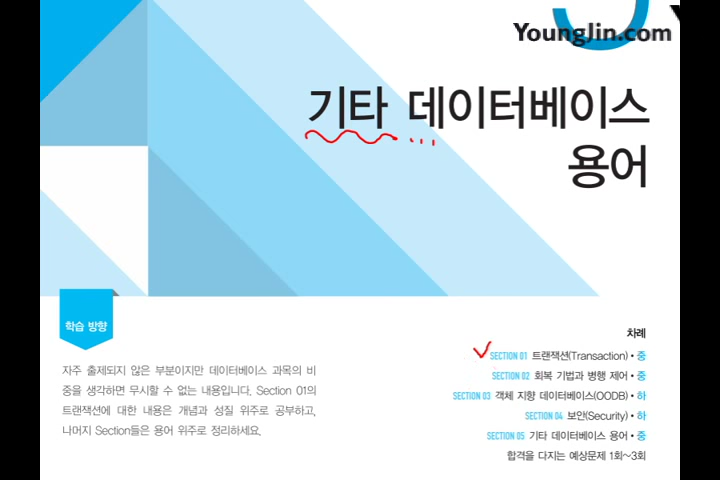 YoungJin.com
기타 데이터베이스
용어
학습 방향
자주 출제되지 않은 부분이지만 데이터베이스 과목의 비
중을 생각하면 무시할 수 없는 내용입니다. Section 01의
트랜잭션에 대한 내용은 개념과 성질 위주로 공부하고,
나머지 Section들은 용어 위주로 정리하세요.
차례
SECTION 01 트랜잭션(Transaction) • 중
SECTION 02 회복 기법과 병행 제어 • 중
SECTION 03 객체 지향 데이터베이스(OODB) • 하
SECTION 04 보안(Security) • 하
SECTION 05 기타 데이터베이스 용어 • 중
합격을 다지는 예상문제 1회~3회